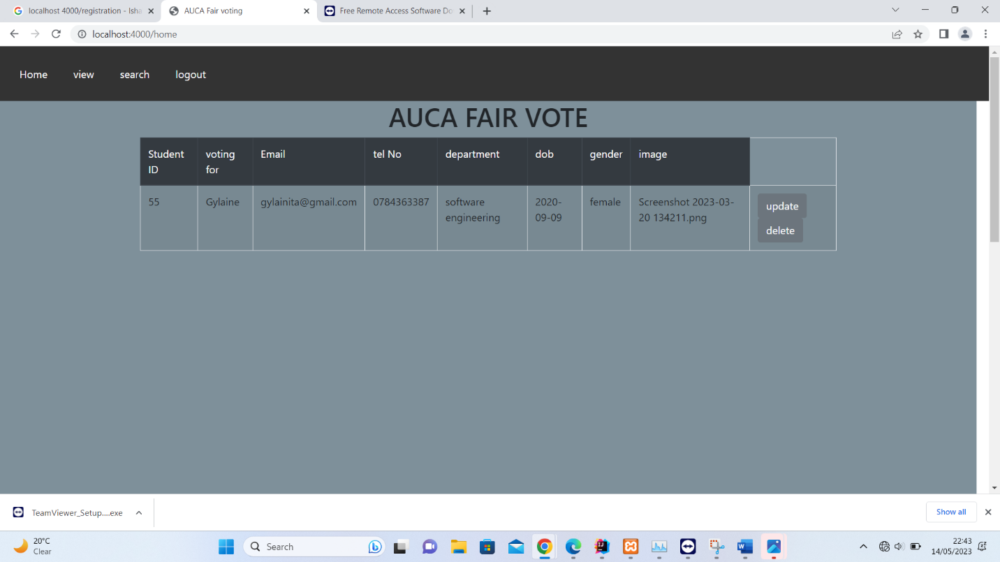 localhost 4000/registration - Isha
AUCA Fair voting
Free Remote Access Software Do
localhost:4000/home
Home view search logout
AUCA FAIR VOTE
Student ID voting for Email tel No department dob gender image
55 Gylaine gylainita@gmail.com 0784363387 software engineering 2020-09-09 female Screenshot 2023-03-20 134211.png
update
delete
TeamViewer_Setup....exe
Show all
20°C
Clear
Search
22:43
14/05/2023